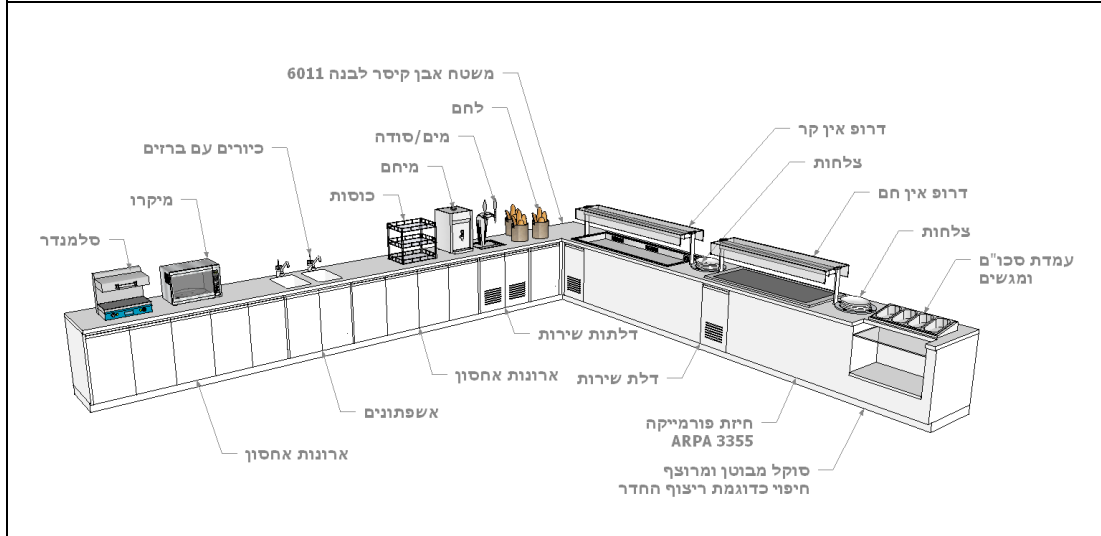 משטח אבן קיסר לבנה 6011
לחם
מים/סודה
מיחם
כוסות
כיורים עם ברזים
מיקרו
סלמנדר
דרופ אין קר
צלחות
דרופ אין חם
צלחות
עמדת סכו"ם
ומגשים
דלתות שירות
ארונות אחסון
אשפתונים
ארונות אחסון
דלת שירות
חיזת פורמייקה
ARPA 3355
סוקל מבוטן ומרוצף
חיפוי כדוגמת ריצוף החדר